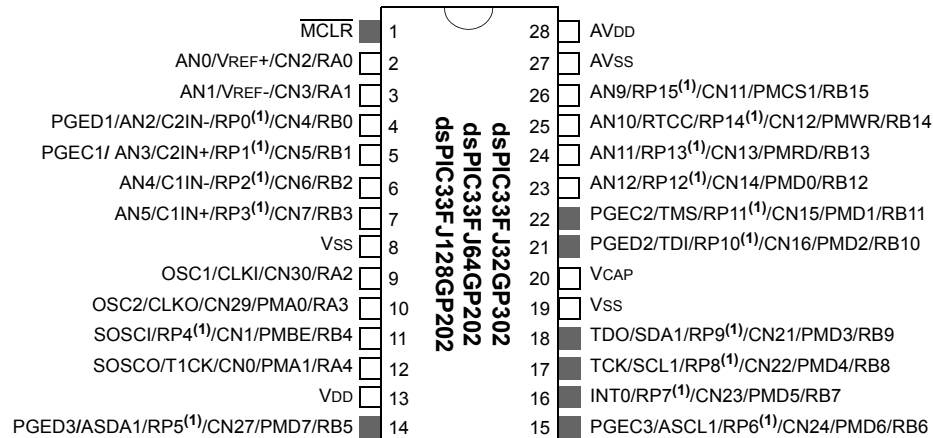 MCLR 1
AN0/VREF+/CN2/RA0 2
AN1/VREF-/CN3/RA1 3
PGED1/AN2/C2IN-/RP0(1)/CN4/RB0 4
PGEC1/ AN3/C2IN+/RP1(1)/CN5/RB1 5
AN4/C1IN-/RP2(1)/CN6/RB2 6
AN5/C1IN+/RP3(1)/CN7/RB3 7
VSS 8
OSC1/CLKI/CN30/RA2 9
OSC2/CLKO/CN29/PMA0/RA3 10
SOSCI/RP4(1)/CN1/PMBE/RB4 11
SOSCO/T1CK/CN0/PMA1/RA4 12
VDD 13
PGED3/ASDA1/RP5(1)/CN27/PMD7/RB5 14
dsPIC33FJ32GP302
dsPIC33FJ64GP202
dsPIC33FJ128GP202
28 AVDD
27 AVSS
26 AN9/RP15(1)/CN11/PMCS1/RB15
25 AN10/RTCC/RP14(1)/CN12/PMWR/RB14
24 AN11/RP13(1)/CN13/PMRD/RB13
23 AN12/RP12(1)/CN14/PMD0/RB12
22 PGEC2/TMS/RP11(1)/CN15/PMD1/RB11
21 PGED2/TDI/RP10(1)/CN16/PMD2/RB10
20 VCAP
19 VSS
18 TDO/SDA1/RP9(1)/CN21/PMD3/RB9
17 TCK/SCL1/RP8(1)/CN22/PMD4/RB8
16 INT0/RP7(1)/CN23/PMD5/RB7
15 PGEC3/ASCL1/RP6(1)/CN24/PMD6/RB6